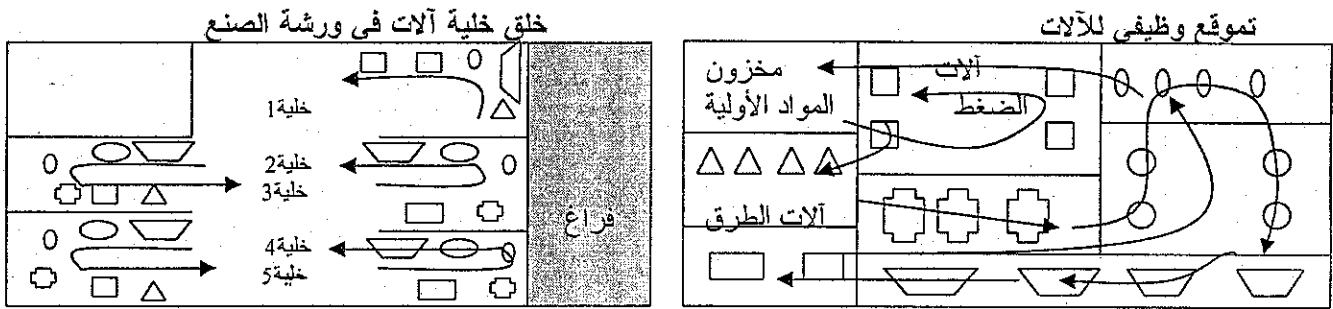 تموقع وظيفي للآلات
خلق خلية آلات في ورشة الصنع
مخزون
المواد الأولية
آلات
الضغط
آلات الطرق
خلية1
خلية2
خلية3
خلية4
خلية5
فراغ